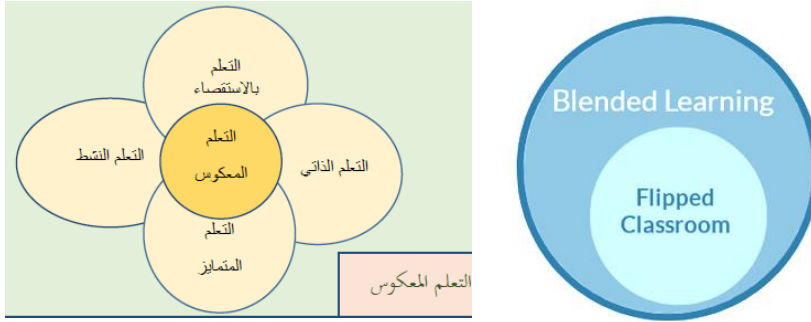 التعلم
بالاستقصاء
التعلم
المعكوس
التعلم النشط
التعلم الذاتي
التعلم
المتمايز
التعلم المعكوس
Blended Learning
Flipped
Classroom